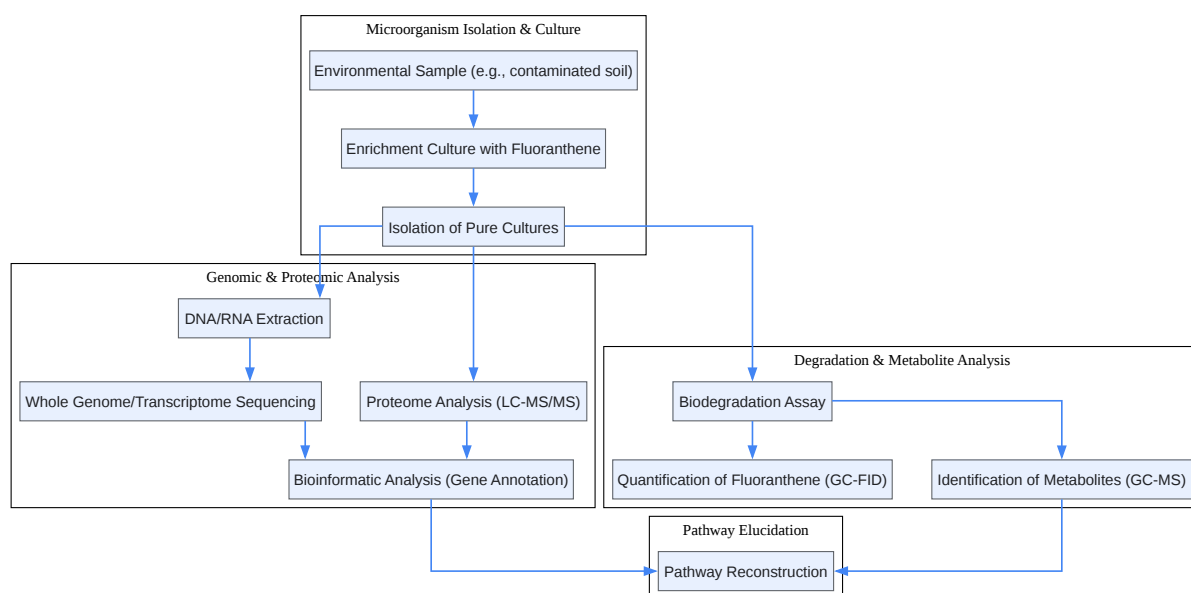 Microorganism Isolation & Culture
Environmental Sample (e.g., contaminated soil)
Enrichment Culture with Fluoranthene
Isolation of Pure Cultures
Genomic & Proteomic Analysis
DNA/RNA Extraction
Whole Genome/Transcriptome Sequencing
Proteome Analysis (LC-MS/MS)
Bioinformatic Analysis (Gene Annotation)
Degradation & Metabolite Analysis
Biodegradation Assay
Quantification of Fluoranthene (GC-FID)
Identification of Metabolites (GC-MS)
Pathway Elucidation
Pathway Reconstruction